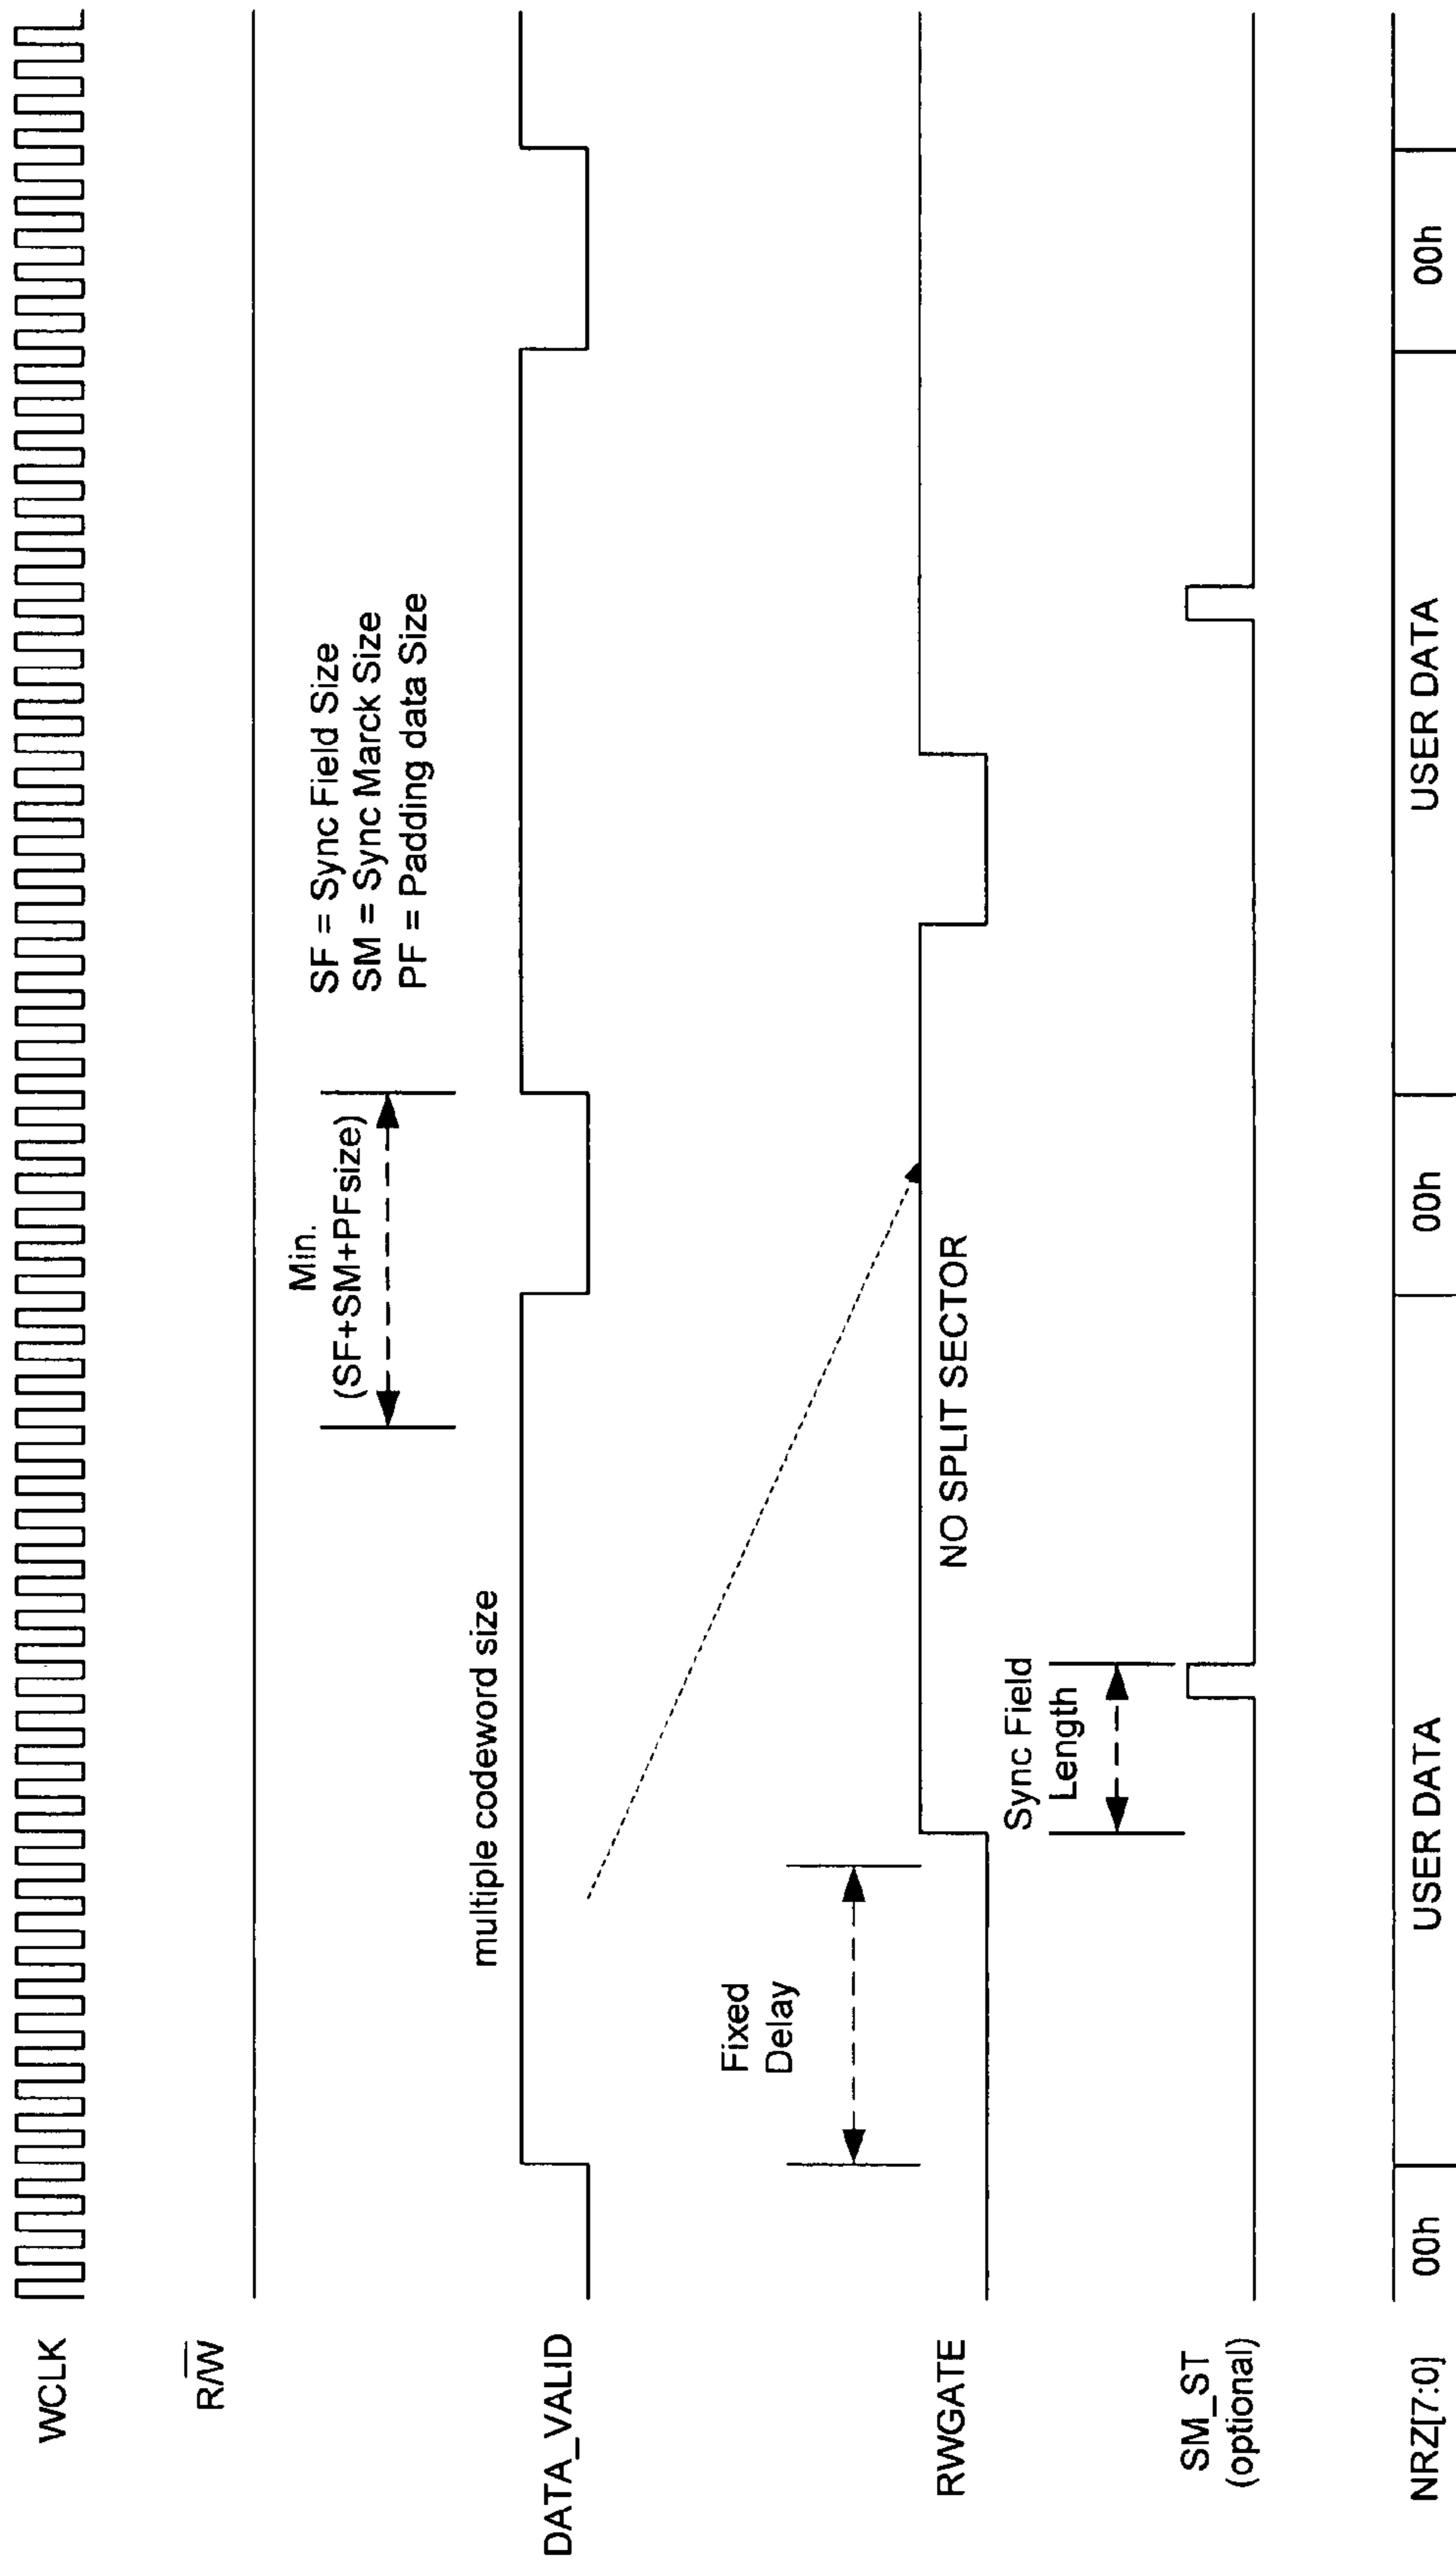 WCLK
R/W
SF = Sync Field Size
SM = Sync Marck Size
PF = Padding data Size
Min.
(SF+SM+PFsize)
multiple codeword size
DATA_VALID
Fixed
Delay
RWGATE
NO SPLIT SECTOR
Sync Field
Length
SM_ST
(optional)
NRZ[7:0]
00h
USER DATA
00h
USER DATA
00h